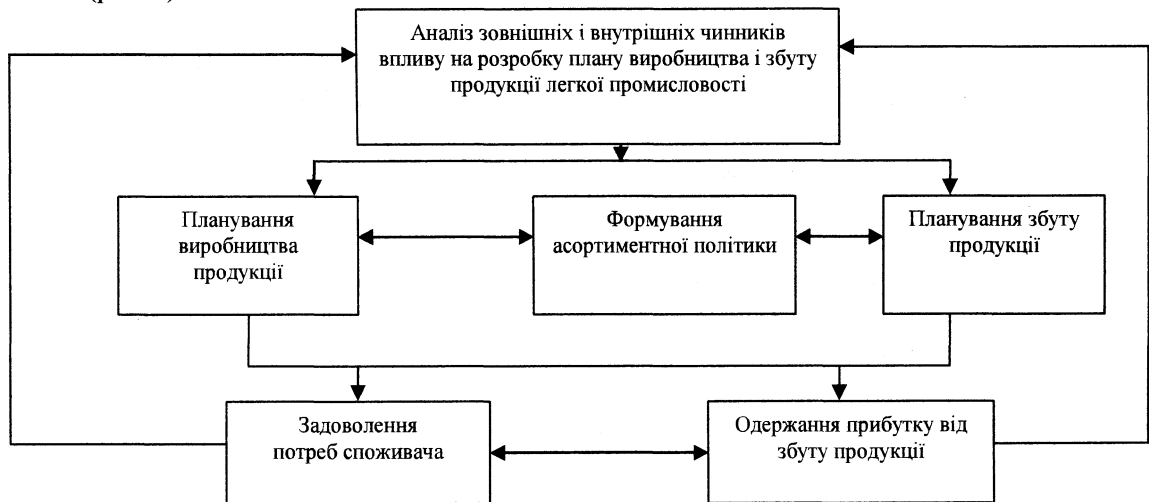 Аналіз зовнішніх і внутрішніх чинників
впливу на розробку плану виробництва і збуту
продукції легкої промисловості
Планування
виробництва
продукції
Формування
асортиментної політики
Планування збуту
продукції
Задоволення
потреб споживача
Одержання прибутку від
збуту продукції